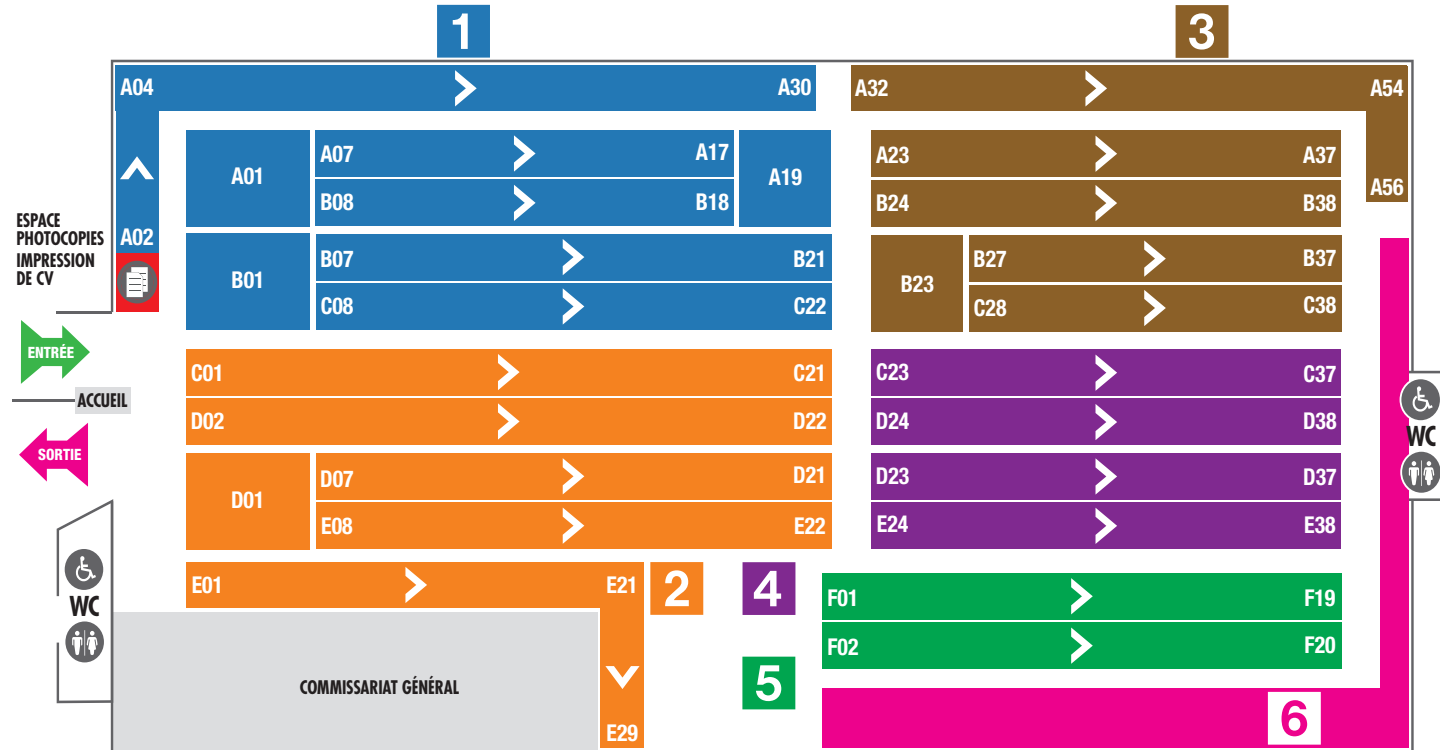 1
3
A04
A30
A32
A54
A01
A07
A17
A19
A23
A37
B08
B18
B24
B38
A56
ESPACE
PHOTOCOPIES
IMPRESSION
DE CV
A02
B01
B07
B21
B23
B27
B37
C08
C22
C28
C38
ENTRÉE
ACCUEIL
SORTIE
C01
C21
C23
C37
D02
D22
D24
D38
WC
D01
D07
D21
D23
D37
E08
E22
E24
E38
WC
E01
E21
2
4
F01
F19
F02
F20
COMMISSARIAT GÉNÉRAL
5
E29
6